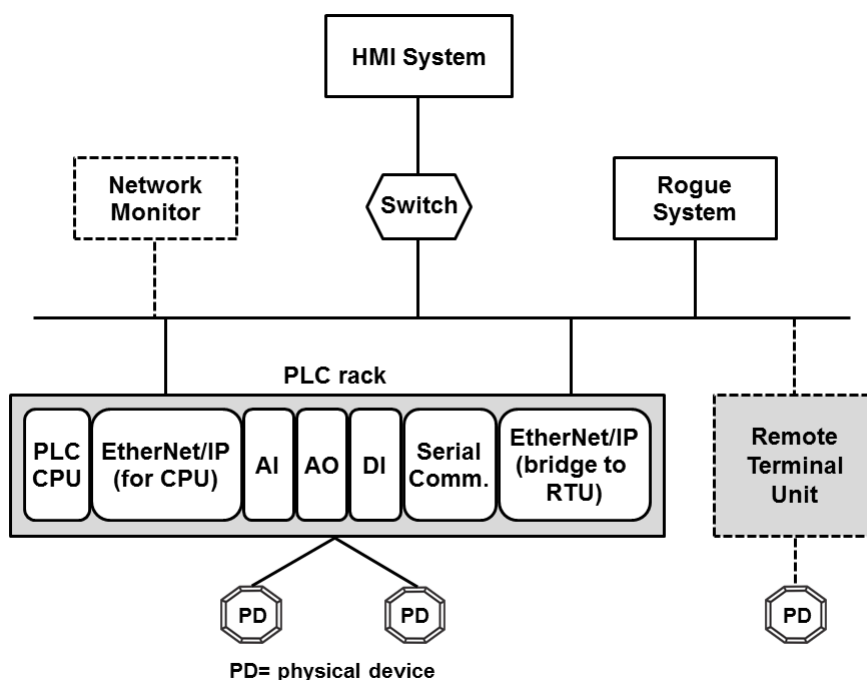 HMI System
Network
Monitor
Switch
Rogue
System
PLC rack
PLC
CPU
EtherNet/IP
(for CPU)
AI
AO
DI
Serial
Comm.
EtherNet/IP
(bridge to
RTU)
Remote
Terminal
Unit
PD
PD
PD
PD= physical device